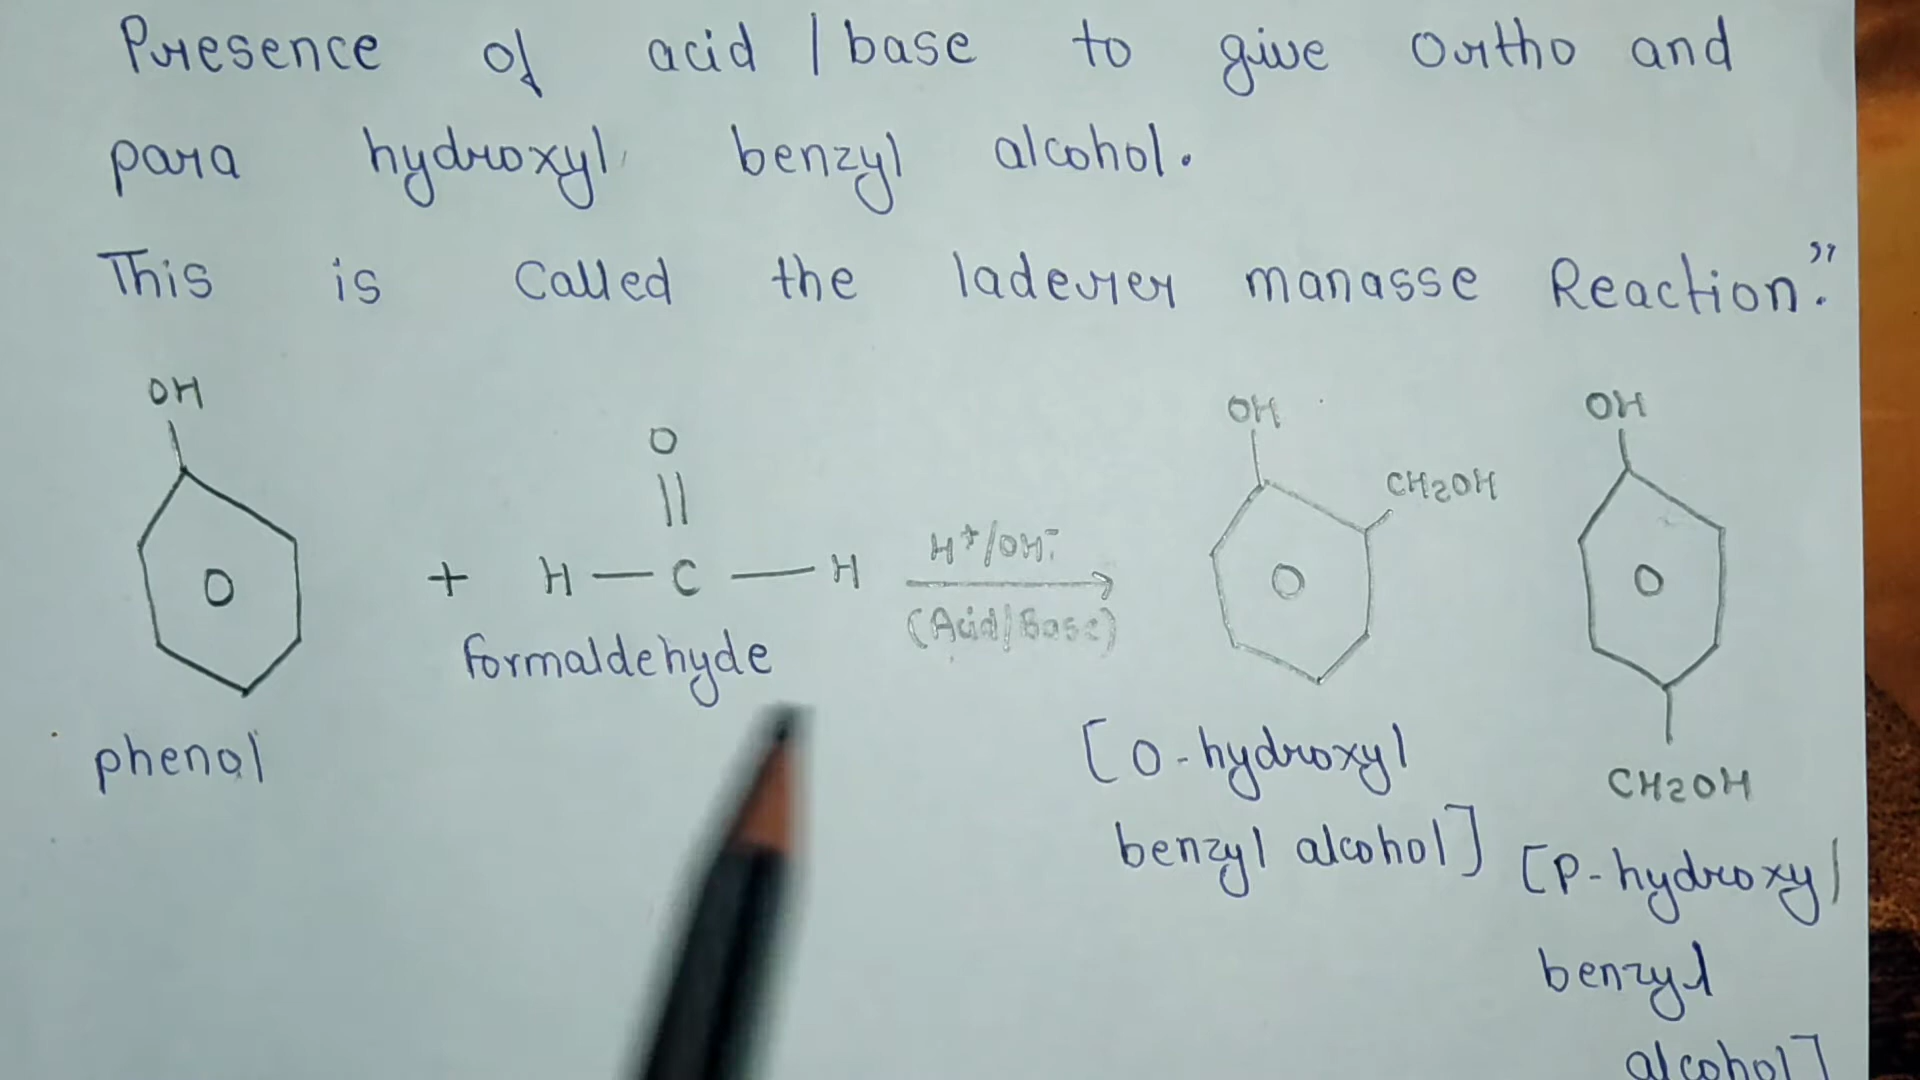 Presence of acid / base to give Ortho and
para hydroxyl benzyl alcohol.
This is Called the laderer manasse Reaction."
OH
phenol
+
O
H — C — H
Formaldehyde
H+/OH-
(Acid/Base)
OH
CH2OH
[O-hydroxyl
benzyl alcohol]
OH
CH2OH
[P-hydroxyl
benzyl
alcohol]